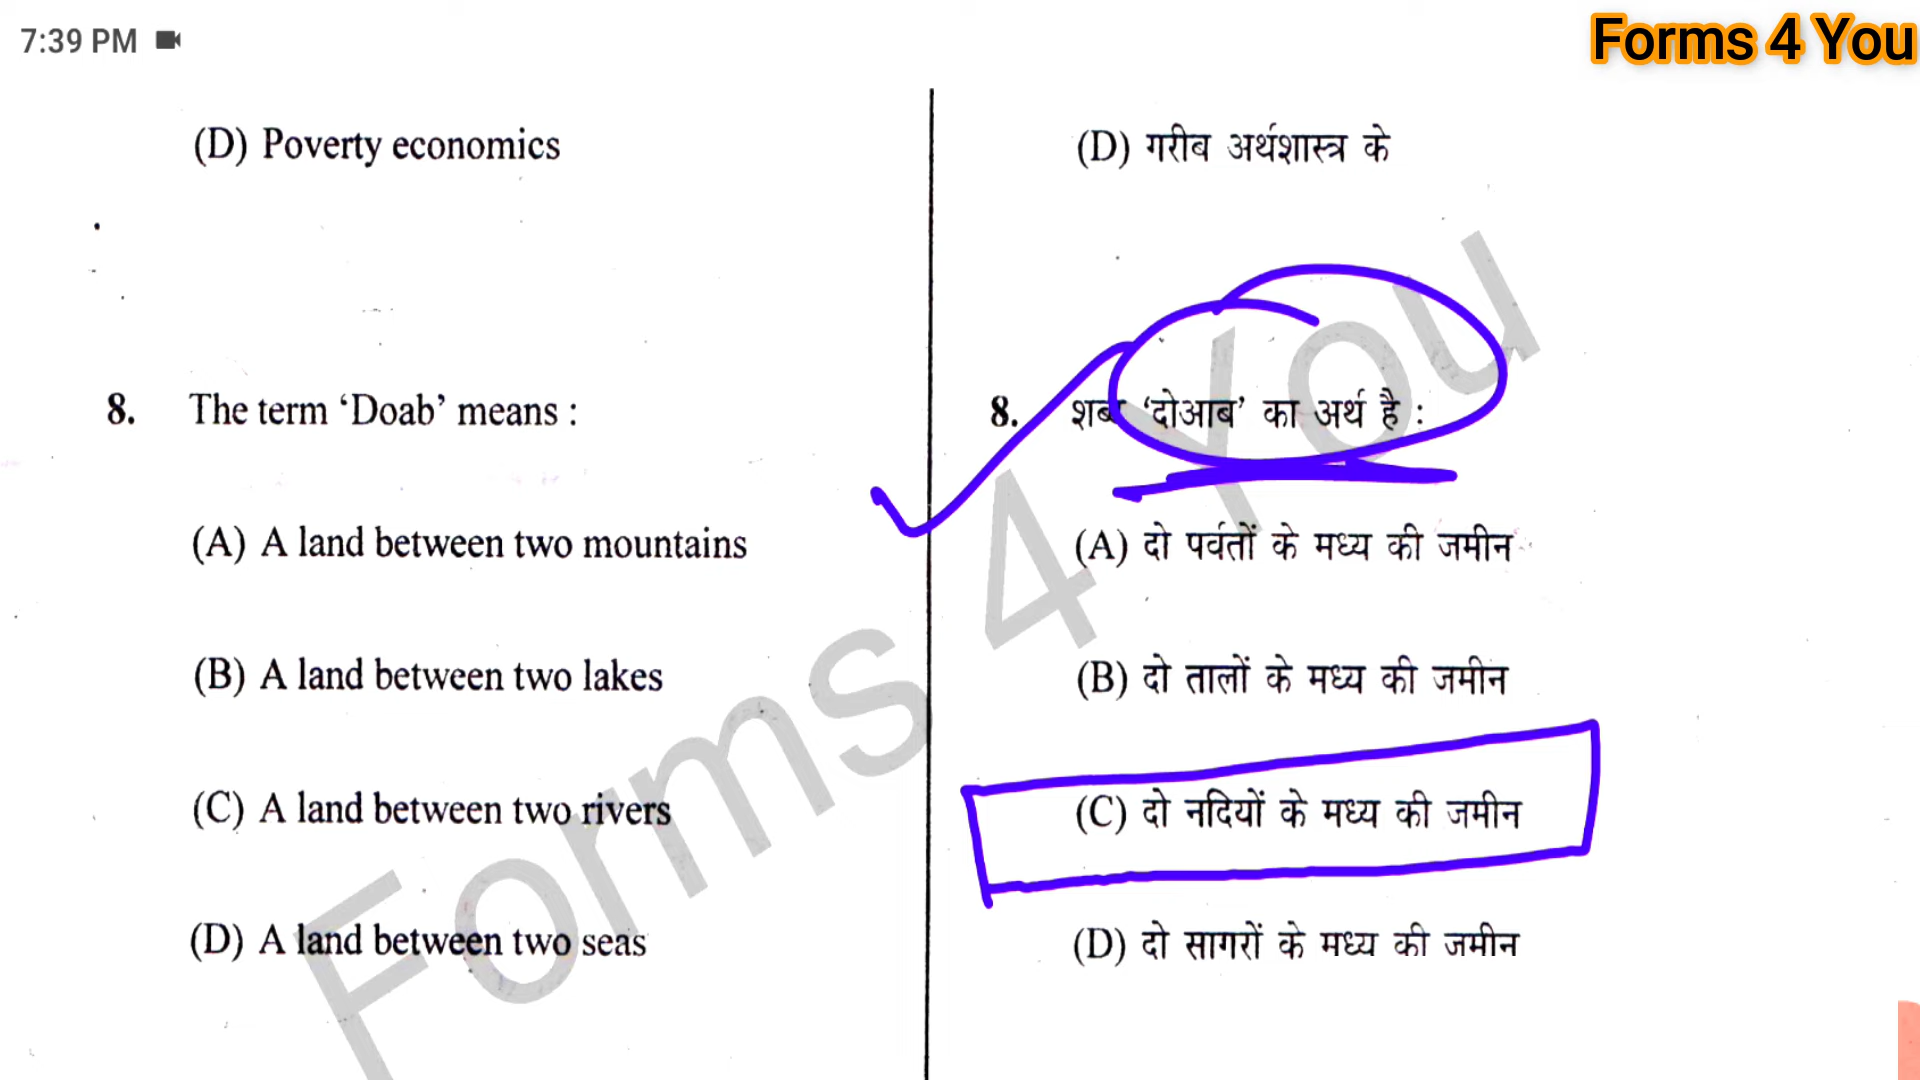 7:39 PM
Forms 4 You
(D) Poverty economics
8. The term ‘Doab’ means :
(A) A land between two mountains
(B) A land between two lakes
(C) A land between two rivers
(D) A land between two seas
(D) गरीब अर्थशास्त्र के
8. शब्द ‘दोआब’ का अर्थ है :
(A) दो पर्वतों के मध्य की जमीन
(B) दो तालों के मध्य की जमीन
(C) दो नदियों के मध्य की जमीन
(D) दो सागरों के मध्य की जमीन
Forms 4 You